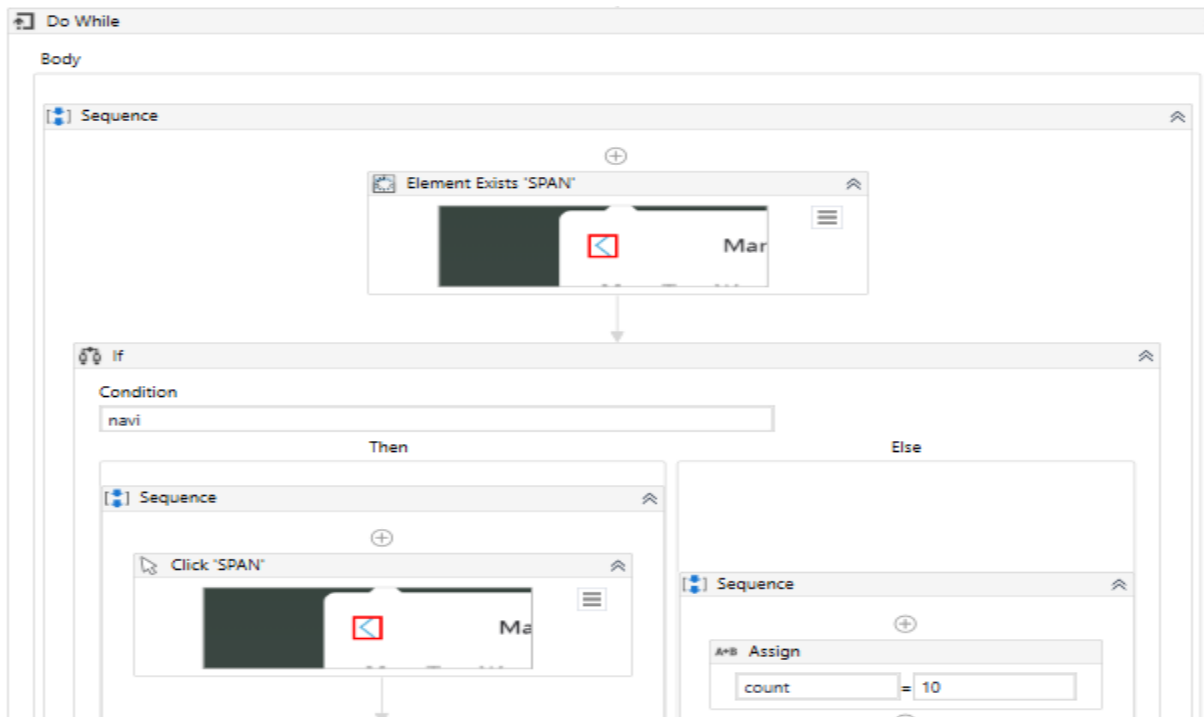 Do While
Body
Sequence
Element Exists 'SPAN'
Mar
If
Condition
navi
Then
Else
Sequence
Click 'SPAN'
Ma
Sequence
A+B Assign
count = 10